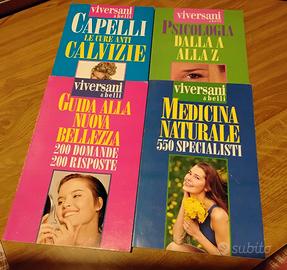 viversani
& belli
CAPELLI
LE CURE ANTI
CALVIZIE
viversani
& belli
PSICOLOGIA
DALLA A
ALLA Z
viversani
& belli
GUIDA ALLA
NUOVA
BELLEZZA
200 DOMANDE
200 RISPOSTE
viversani
& belli
MEDICINA
NATURALE
550 SPECIALISTI
subito